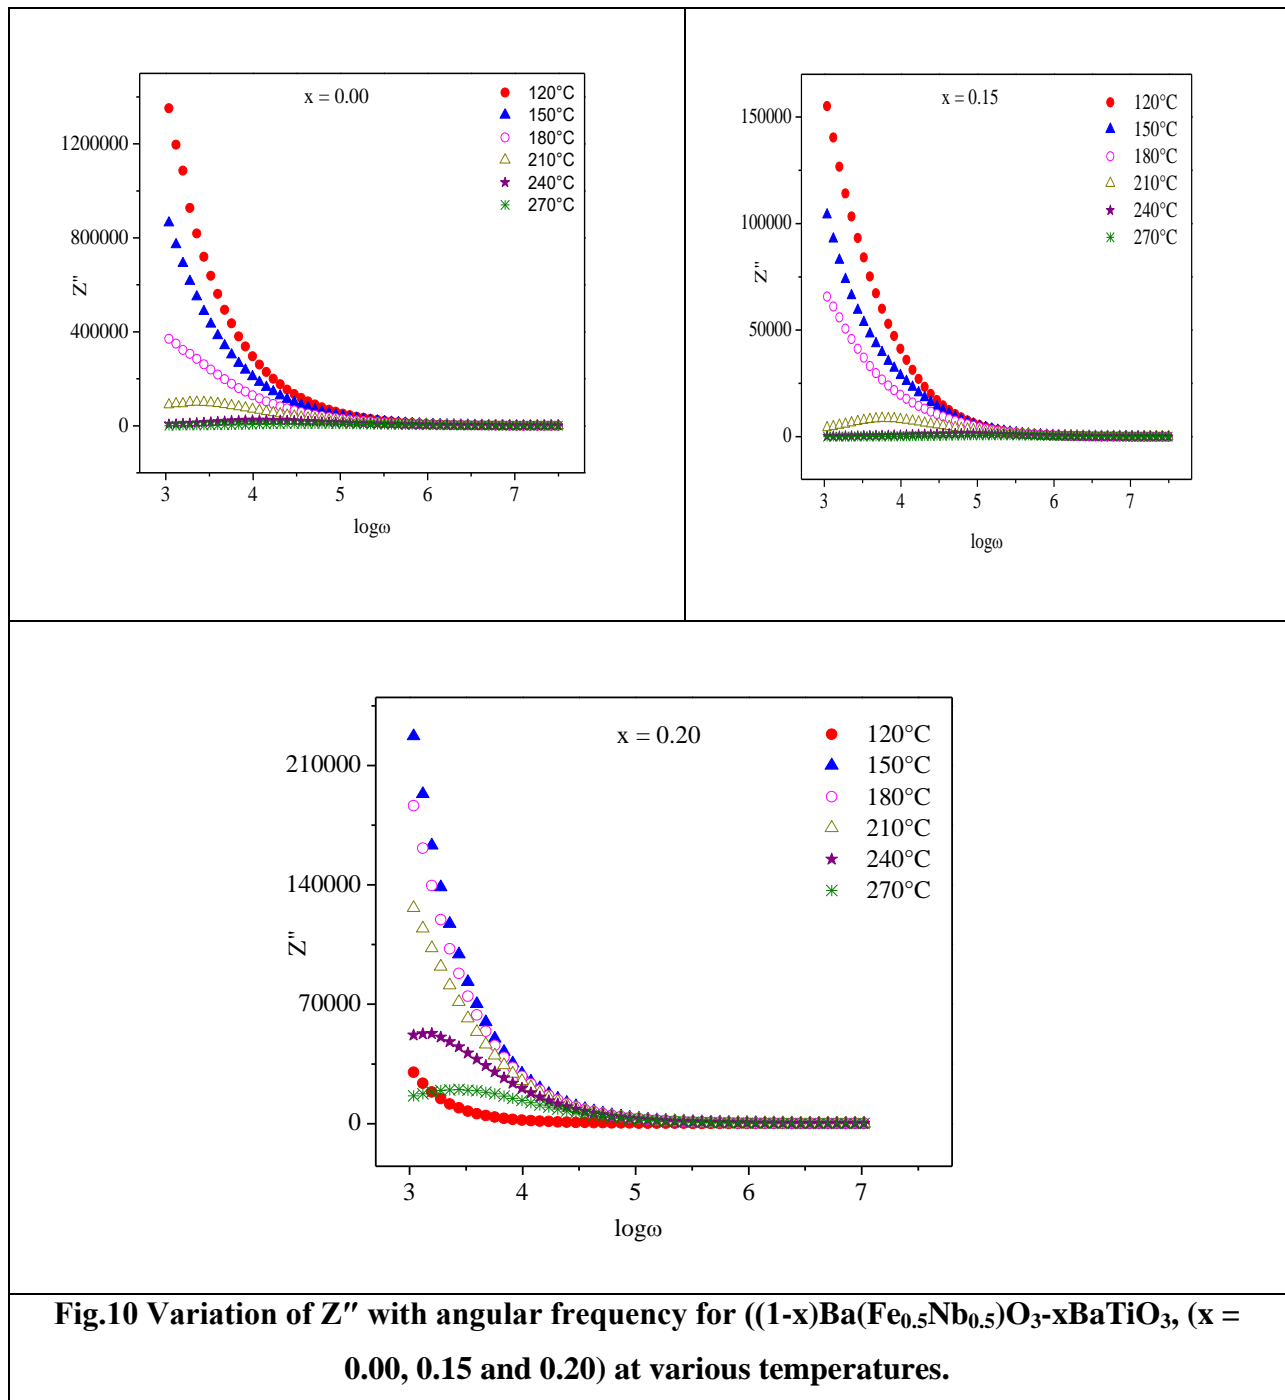 x = 0.00
120°C
150°C
180°C
210°C
240°C
270°C
1200000
800000
400000
0
Z''
3 4 5 6 7
logω
x = 0.15
120°C
150°C
180°C
210°C
240°C
270°C
150000
100000
50000
0
Z''
3 4 5 6 7
logω
x = 0.20
120°C
150°C
180°C
210°C
240°C
270°C
210000
140000
70000
0
Z''
3 4 5 6 7
logω
Fig.10 Variation of Z″ with angular frequency for ((1-x)Ba(Fe₀.₅Nb₀.₅)O₃-xBaTiO₃, (x =
0.00, 0.15 and 0.20) at various temperatures.